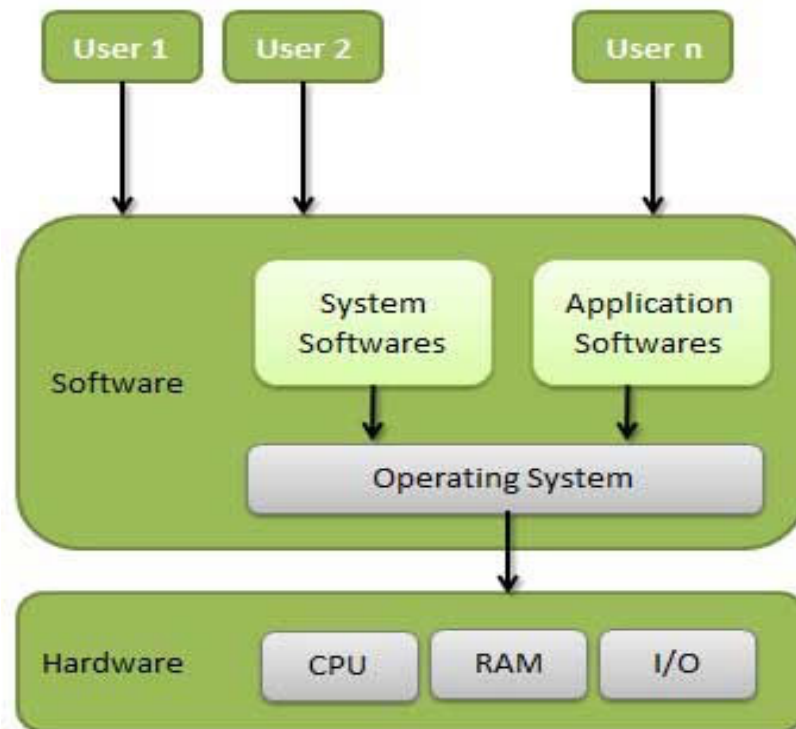 User 1
User 2
User n
System
Softwares
Application
Softwares
Software
Operating System
Hardware
CPU
RAM
I/O